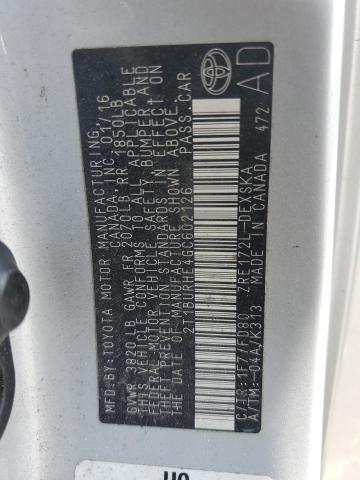 MFD.BY:TOYOTA MOTOR MANUFACTURING,
CANADA, INC. 01/16
GVWR 3820 LB GAWR FR 2070LB RR 1850LB
THIS VEHICLE CONFORMS TO ALL APPLICABLE
FEDERAL MOTOR VEHICLE SAFETY, BUMPER, AND
THEFT PREVENTION STANDARDS IN EFFECT ON
THE DATE OF MANUFACTURE SHOWN ABOVE.
2T1BURHE4GC602126 PASS.CAR
C/TR:1F7/FB80 ZRE172L-DEXSKA
A/TM:-04A/K313 MADE IN CANADA 472
AD